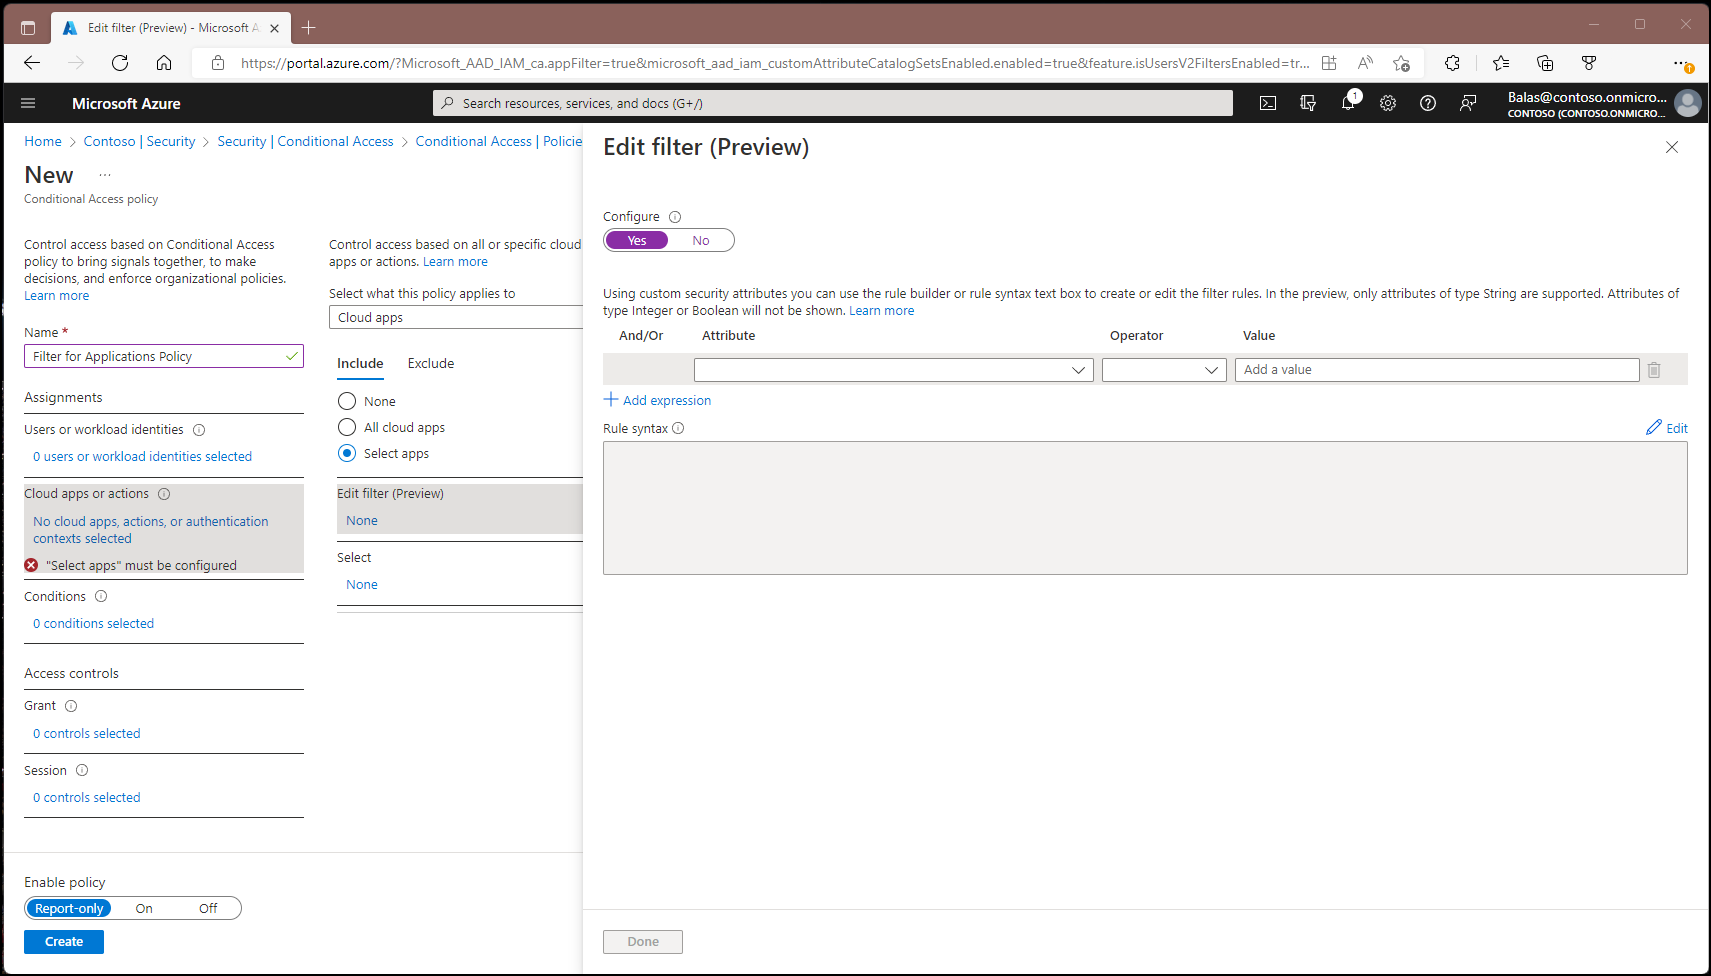 Edit filter (Preview) - Microsoft A
https://portal.azure.com/?Microsoft_AAD_IAM_ca.appFilter=true&microsoft_aad_iam_customAttributeCatalogSetsEnabled.enabled=true&feature.isUsersV2FiltersEnabled=tr...
Microsoft Azure
Search resources, services, and docs (G+/)
1
Balas@contoso.onmicro...
CONTOSO (CONTOSO.ONMICRO...
Home > Contoso | Security > Security | Conditional Access > Conditional Access | Policie
New ...
Conditional Access policy
Control access based on Conditional Access
policy to bring signals together, to make
decisions, and enforce organizational policies.
Learn more
Name *
Filter for Applications Policy
Assignments
Users or workload identities
0 users or workload identities selected
Cloud apps or actions
No cloud apps, actions, or authentication
contexts selected
"Select apps" must be configured
Conditions
0 conditions selected
Access controls
Grant
0 controls selected
Session
0 controls selected
Enable policy
Report-only On Off
Create
Control access based on all or specific cloud
apps or actions. Learn more
Select what this policy applies to
Cloud apps
Include Exclude
None
All cloud apps
Select apps
Edit filter (Preview)
None
Select
None
Edit filter (Preview)
Configure
Yes No
Using custom security attributes you can use the rule builder or rule syntax text box to create or edit the filter rules. In the preview, only attributes of type String are supported. Attributes of
type Integer or Boolean will not be shown. Learn more
And/Or Attribute Operator Value
Add a value
Add expression
Rule syntax
Edit
Done